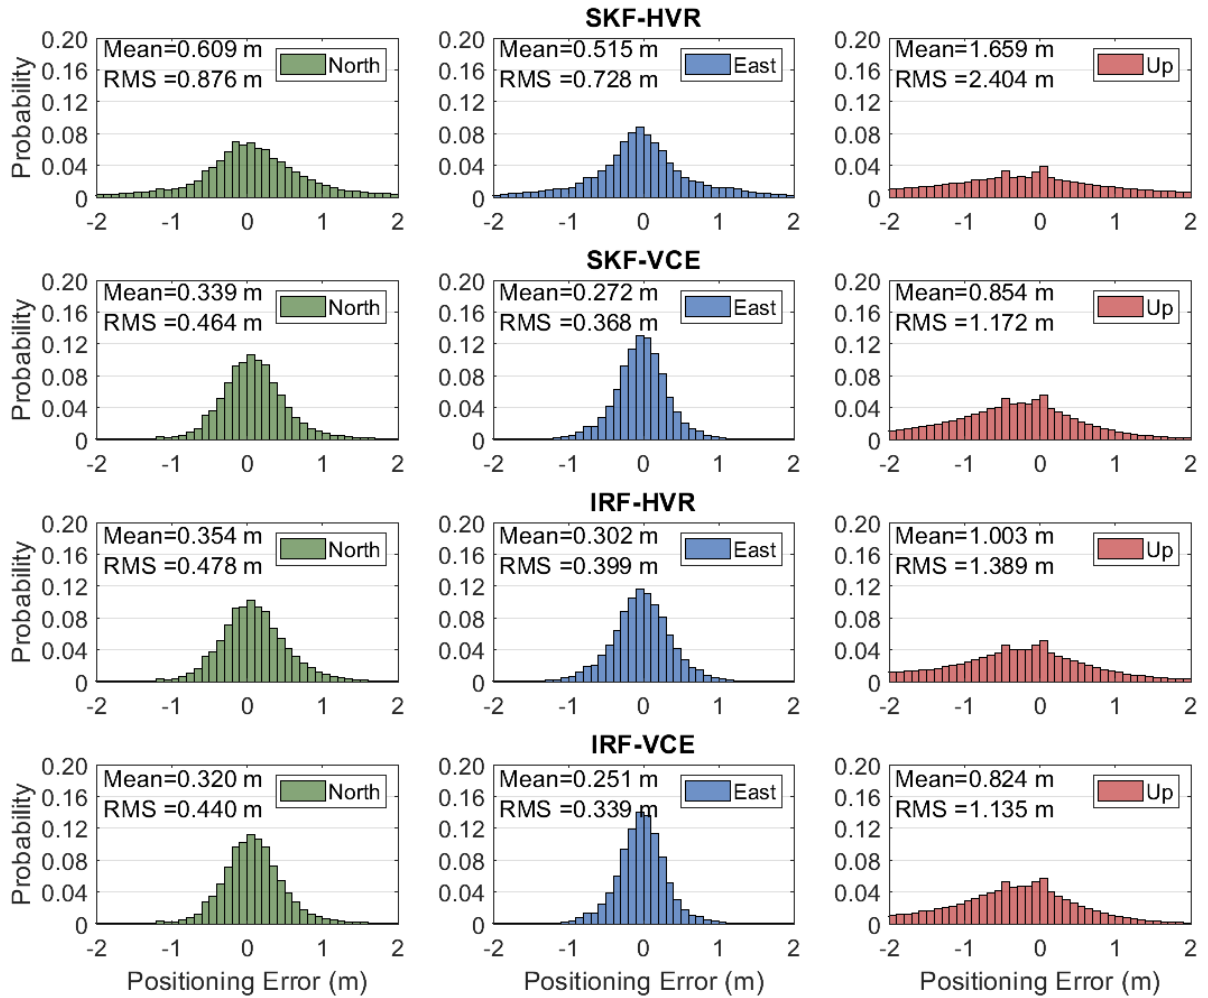 SKF-HVR
Probability
0.20
0.16
0.12
0.08
0.04
0
Mean=0.609 m
RMS =0.876 m
North
-2 -1 0 1 2
0.20
0.16
0.12
0.08
0.04
0
Mean=0.515 m
RMS =0.728 m
East
-2 -1 0 1 2
0.20
0.16
0.12
0.08
0.04
0
Mean=1.659 m
RMS =2.404 m
Up
-2 -1 0 1 2
SKF-VCE
Probability
0.20
0.16
0.12
0.08
0.04
0
Mean=0.339 m
RMS =0.464 m
North
-2 -1 0 1 2
0.20
0.16
0.12
0.08
0.04
0
Mean=0.272 m
RMS =0.368 m
East
-2 -1 0 1 2
0.20
0.16
0.12
0.08
0.04
0
Mean=0.854 m
RMS =1.172 m
Up
-2 -1 0 1 2
IRF-HVR
Probability
0.20
0.16
0.12
0.08
0.04
0
Mean=0.354 m
RMS =0.478 m
North
-2 -1 0 1 2
0.20
0.16
0.12
0.08
0.04
0
Mean=0.302 m
RMS =0.399 m
East
-2 -1 0 1 2
0.20
0.16
0.12
0.08
0.04
0
Mean=1.003 m
RMS =1.389 m
Up
-2 -1 0 1 2
IRF-VCE
Probability
0.20
0.16
0.12
0.08
0.04
0
Mean=0.320 m
RMS =0.440 m
North
-2 -1 0 1 2
Positioning Error (m)
0.20
0.16
0.12
0.08
0.04
0
Mean=0.251 m
RMS =0.339 m
East
-2 -1 0 1 2
Positioning Error (m)
0.20
0.16
0.12
0.08
0.04
0
Mean=0.824 m
RMS =1.135 m
Up
-2 -1 0 1 2
Positioning Error (m)